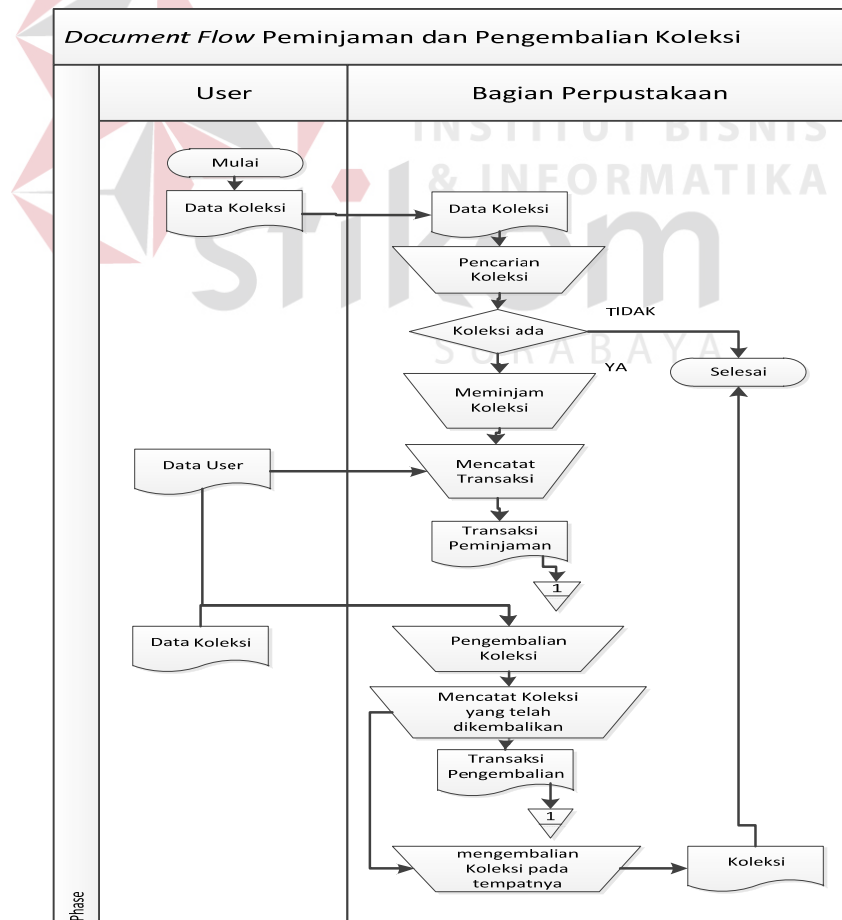 Document Flow Peminjaman dan Pengembalian Koleksi
User
Bagian Perpustakaan
INSTITUT BISNIS
& INFORMATIKA
stikom
SURABAYA
Mulai
Data Koleksi
Data Koleksi
Pencarian
Koleksi
Koleksi ada
TIDAK
YA
Selesai
Meminjam
Koleksi
Data User
Mencatat
Transaksi
Transaksi
Peminjaman
1
Data Koleksi
Pengembalian
Koleksi
Mencatat Koleksi
yang telah
dikembalikan
Transaksi
Pengembalian
1
mengembalian
Koleksi pada
tempatnya
Koleksi
Phase